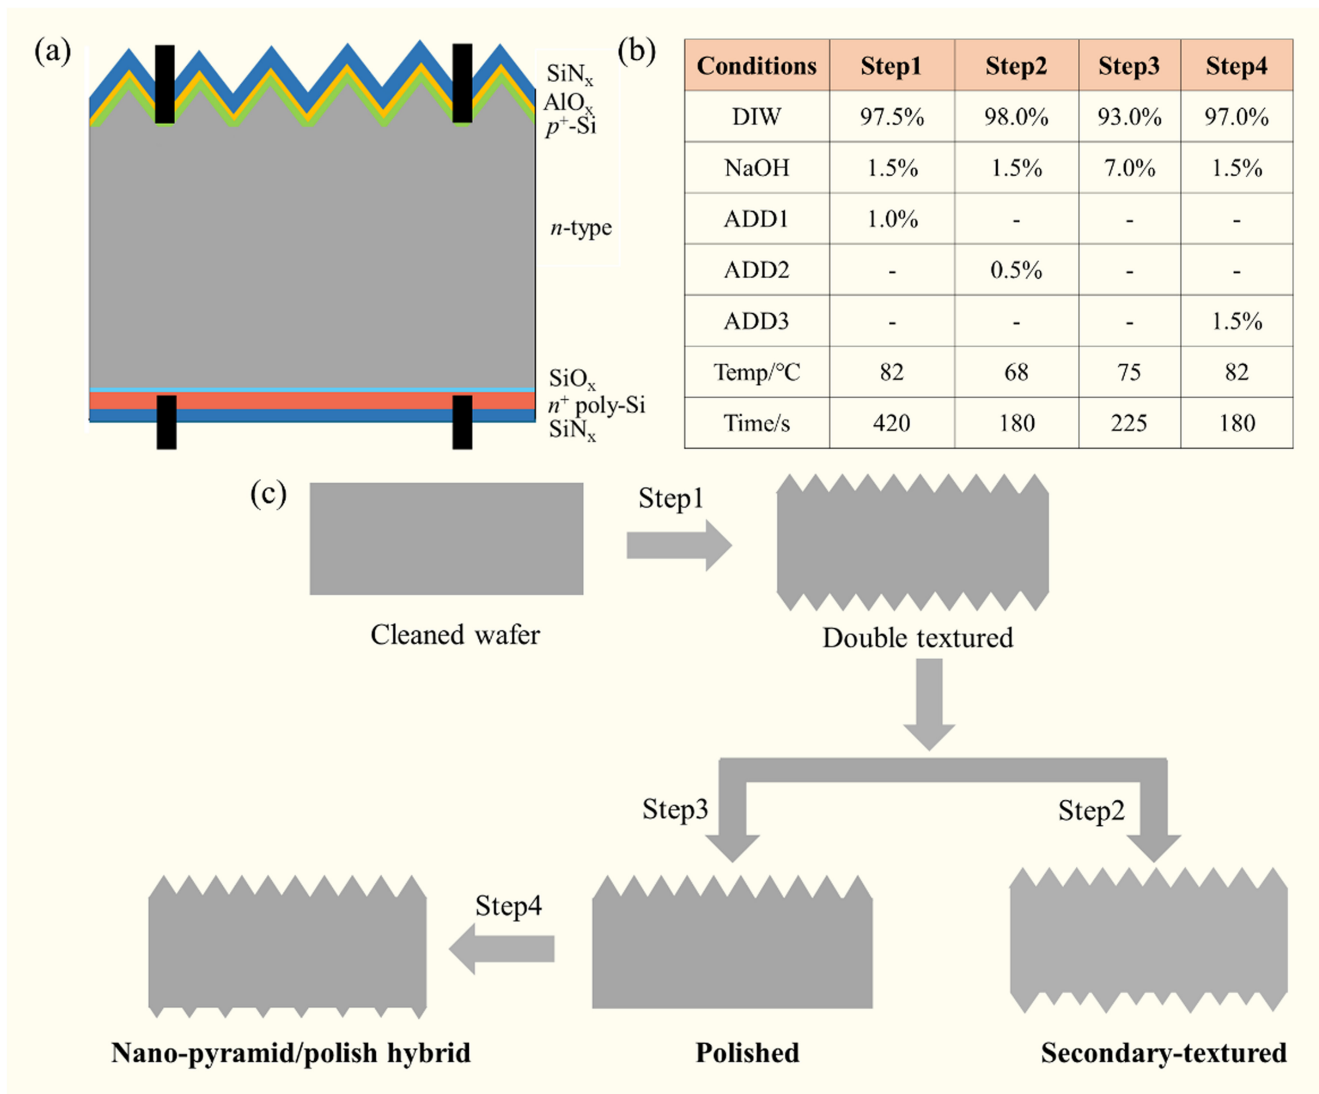 (a)
SiNₓ
AlOₓ
p⁺-Si
n-type
SiOₓ
n⁺ poly-Si
SiNₓ
(b)
Conditions Step1 Step2 Step3 Step4
DIW 97.5% 98.0% 93.0% 97.0%
NaOH 1.5% 1.5% 7.0% 1.5%
ADD1 1.0% - - -
ADD2 - 0.5% - -
ADD3 - - - 1.5%
Temp/°C 82 68 75 82
Time/s 420 180 225 180
(c)
Step1
Cleaned wafer
Double textured
Step3
Step2
Step4
Nano-pyramid/polish hybrid
Polished
Secondary-textured